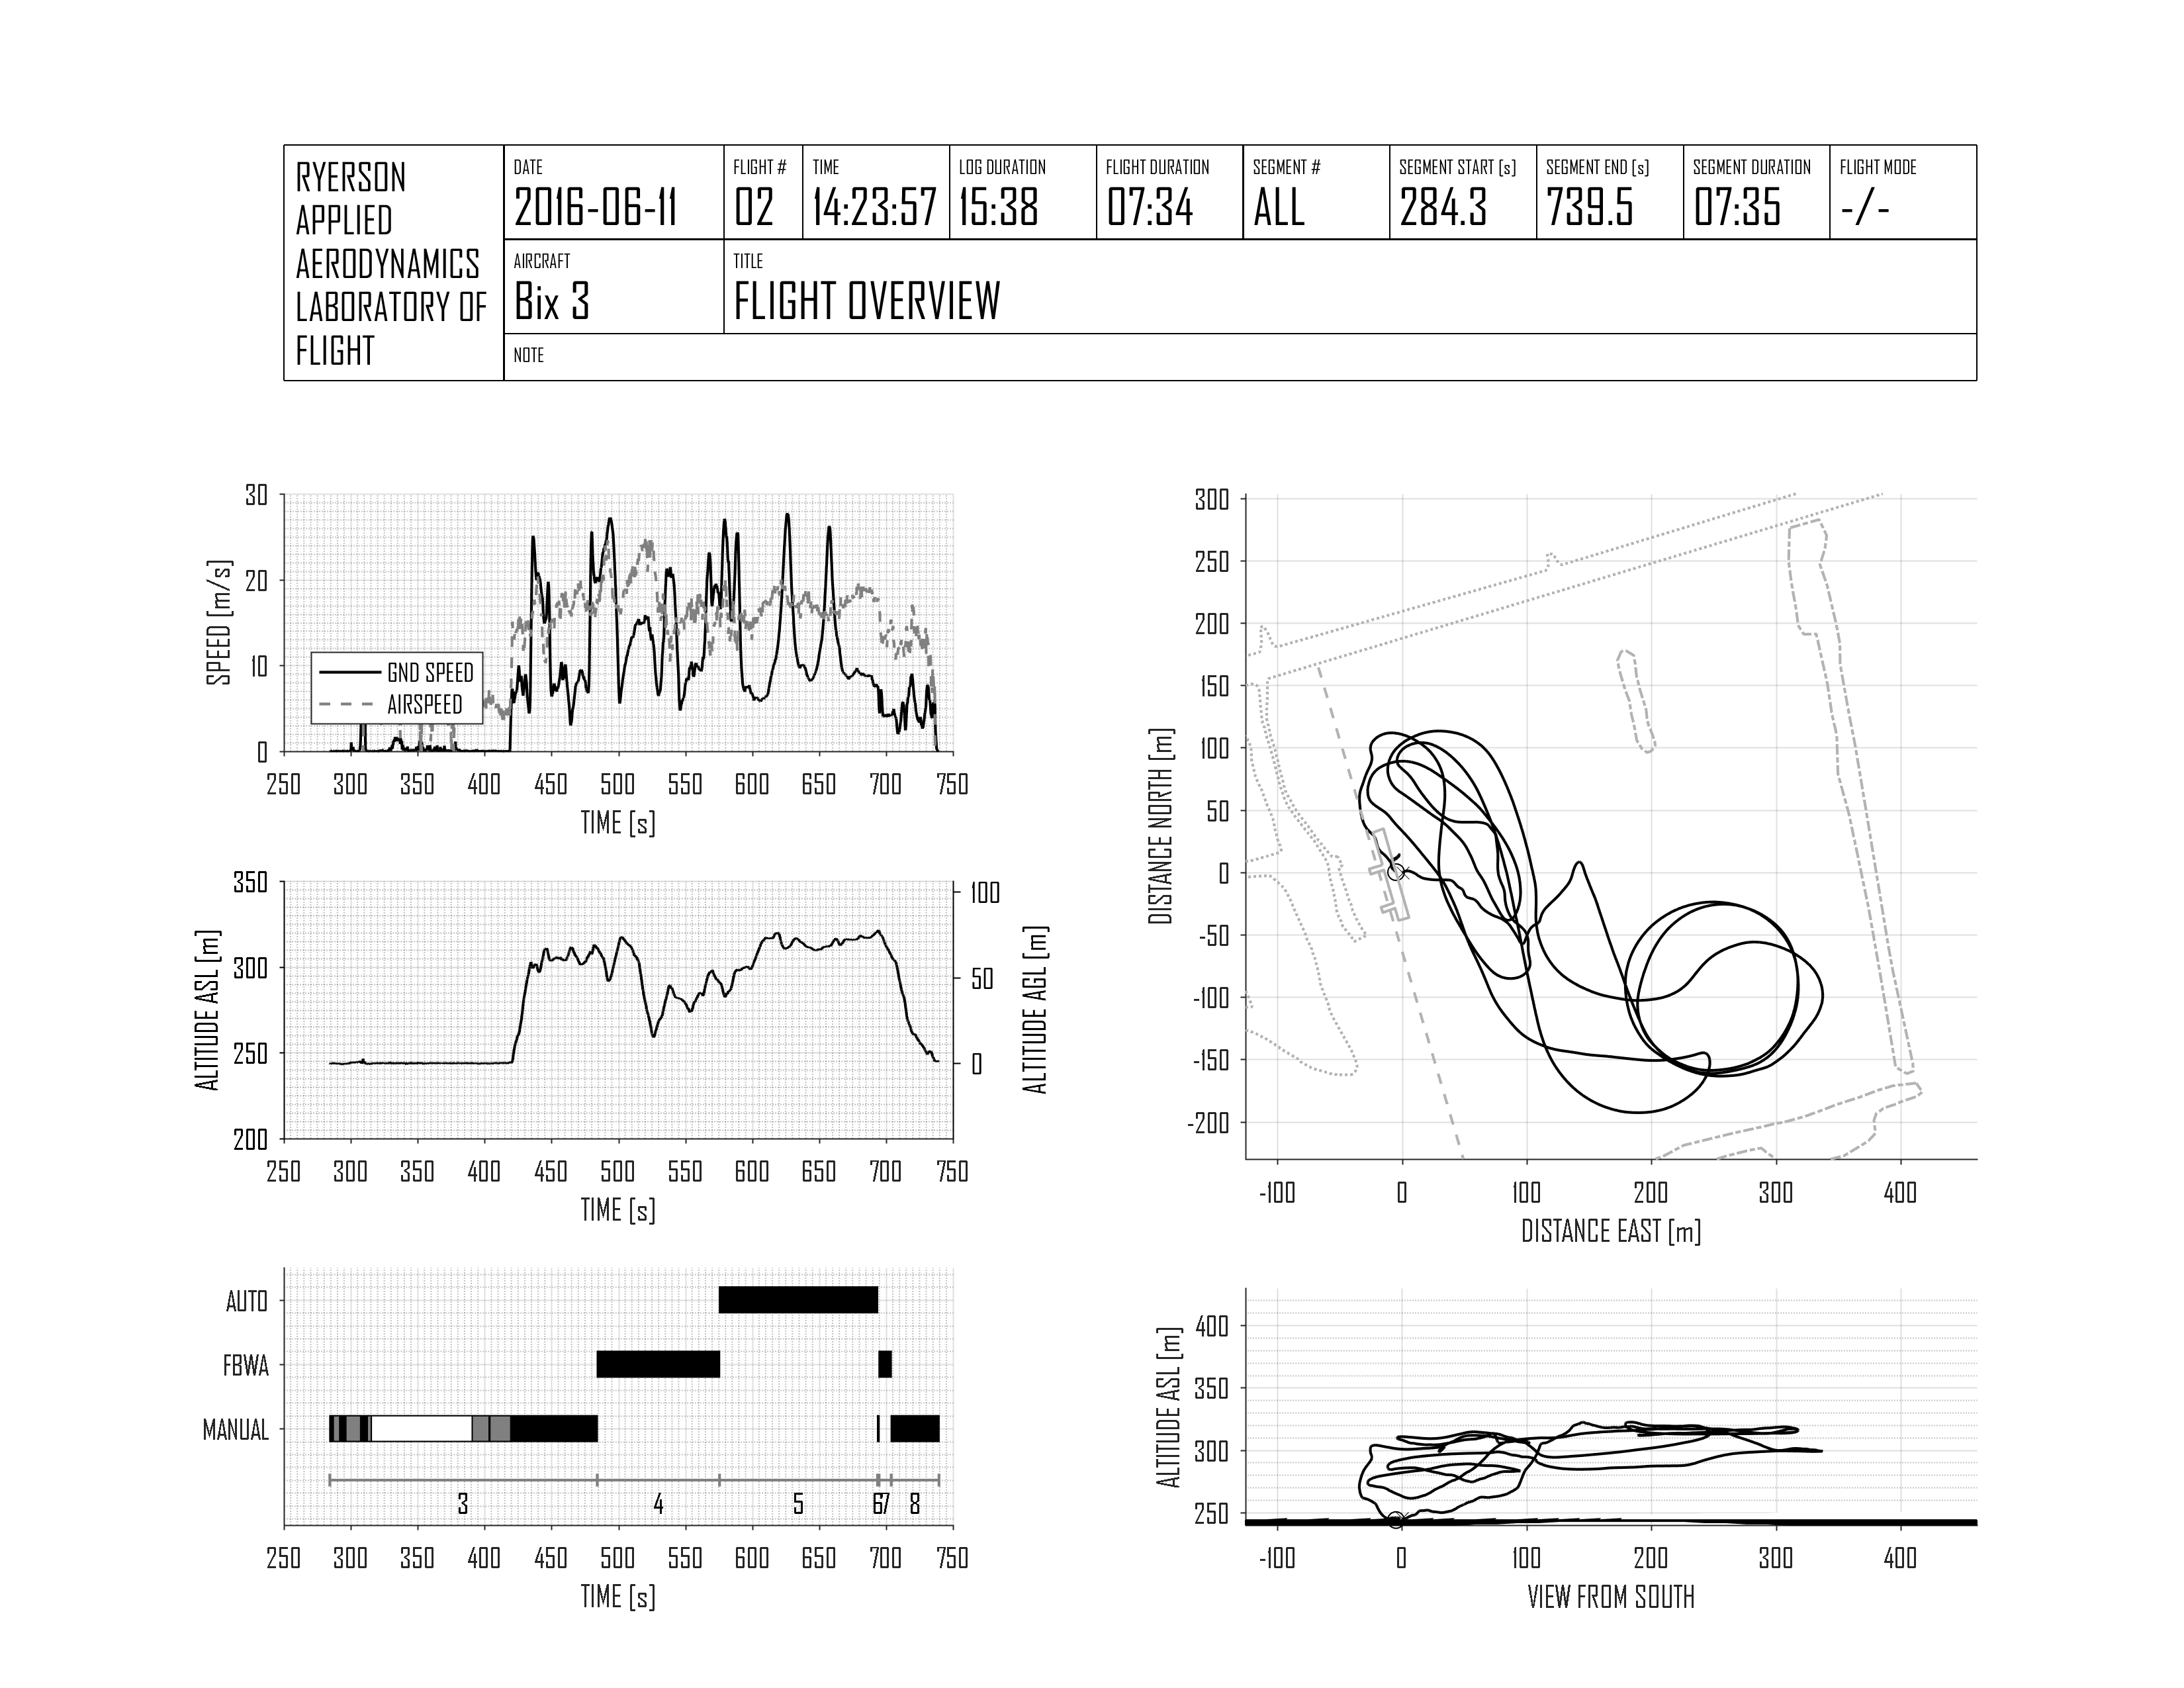 RYERSON
APPLIED
AERODYNAMICS
LABORATORY OF
FLIGHT
DATE
2016-06-11
FLIGHT #
02
TIME
14:23:57
LOG DURATION
15:38
FLIGHT DURATION
07:34
SEGMENT #
ALL
SEGMENT START [s]
284.3
SEGMENT END [s]
739.5
SEGMENT DURATION
07:35
FLIGHT MODE
-/-
AIRCRAFT
Bix 3
TITLE
FLIGHT OVERVIEW
NOTE
SPEED [m/s]
30
20
10
0
GND SPEED
AIRSPEED
250 300 350 400 450 500 550 600 650 700 750
TIME [s]
ALTITUDE ASL [m]
350
300
250
200
100
50
0
ALTITUDE AGL [m]
250 300 350 400 450 500 550 600 650 700 750
TIME [s]
AUTO
FBWA
MANUAL
3 4 5 6 7 8
250 300 350 400 450 500 550 600 650 700 750
TIME [s]
DISTANCE NORTH [m]
300
250
200
150
100
50
0
-50
-100
-150
-200
-100 0 100 200 300 400
DISTANCE EAST [m]
ALTITUDE ASL [m]
400
350
300
250
-100 0 100 200 300 400
VIEW FROM SOUTH